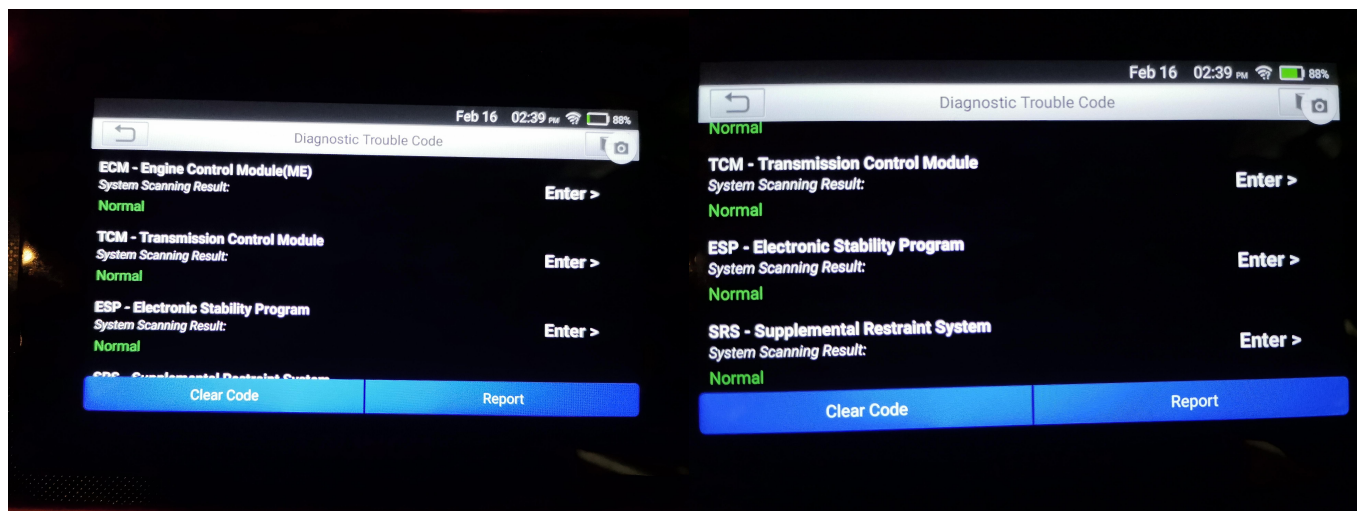 Feb 16 02:39 PM 88%
Diagnostic Trouble Code
ECM - Engine Control Module(ME)
System Scanning Result:
Enter >
Normal
TCM - Transmission Control Module
System Scanning Result:
Enter >
Normal
ESP - Electronic Stability Program
System Scanning Result:
Enter >
Normal
SRS - Supplemental Restraint System
Clear Code
Report
Feb 16 02:39 PM 88%
Diagnostic Trouble Code
Normal
TCM - Transmission Control Module
System Scanning Result:
Enter >
Normal
ESP - Electronic Stability Program
System Scanning Result:
Enter >
Normal
SRS - Supplemental Restraint System
System Scanning Result:
Enter >
Normal
Clear Code
Report